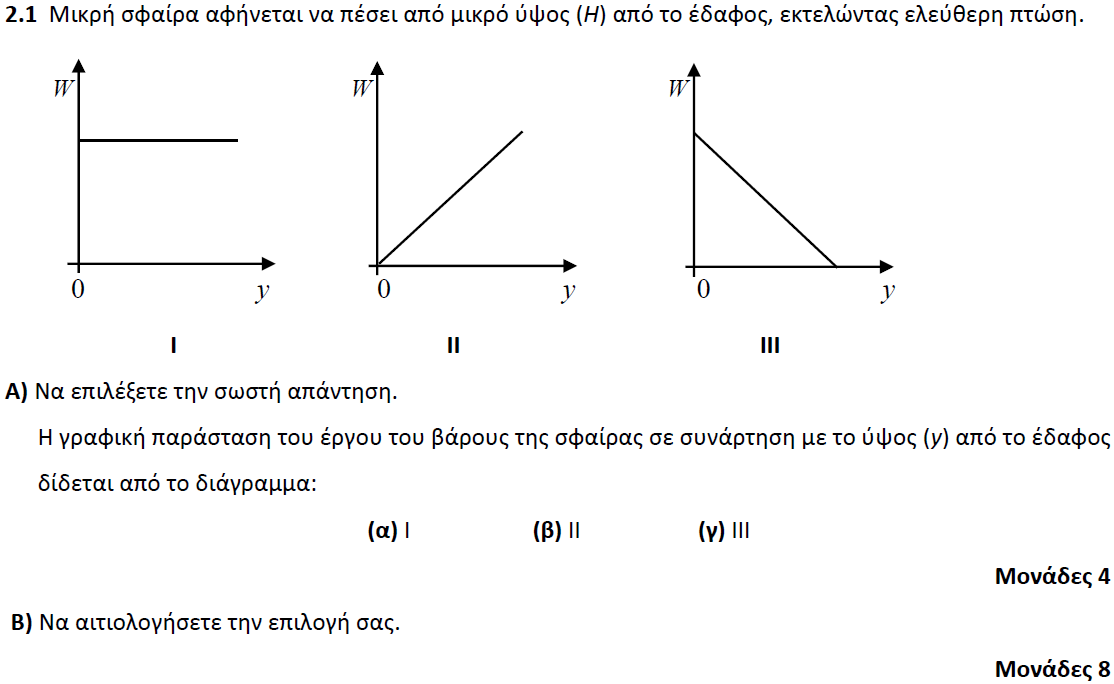 2.1 Μικρή σφαίρα αφήνεται να πέσει από μικρό ύψος (H) από το έδαφος, εκτελώντας ελεύθερη πτώση.
W W W
0 y 0 y 0 y
I II III
Α) Να επιλέξετε την σωστή απάντηση.
Η γραφική παράσταση του έργου του βάρους της σφαίρας σε συνάρτηση με το ύψος (y) από το έδαφος
δίδεται από το διάγραμμα:
(α) I (β) II (γ) III
Μονάδες 4
Β) Να αιτιολογήσετε την επιλογή σας.
Μονάδες 8